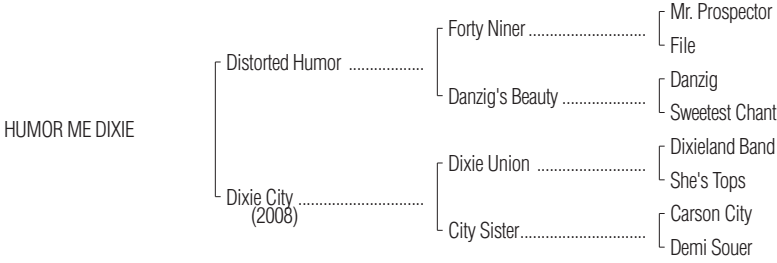 Mr. Prospector
Forty Niner ..............................
File
Distorted Humor ..................
Danzig
Danzig's Beauty .....................
Sweetest Chant
HUMOR ME DIXIE
Dixieland Band
Dixie Union ...........................
She's Tops
Dixie City ..............................
(2008)
Carson City
City Sister...............................
Demi Souer